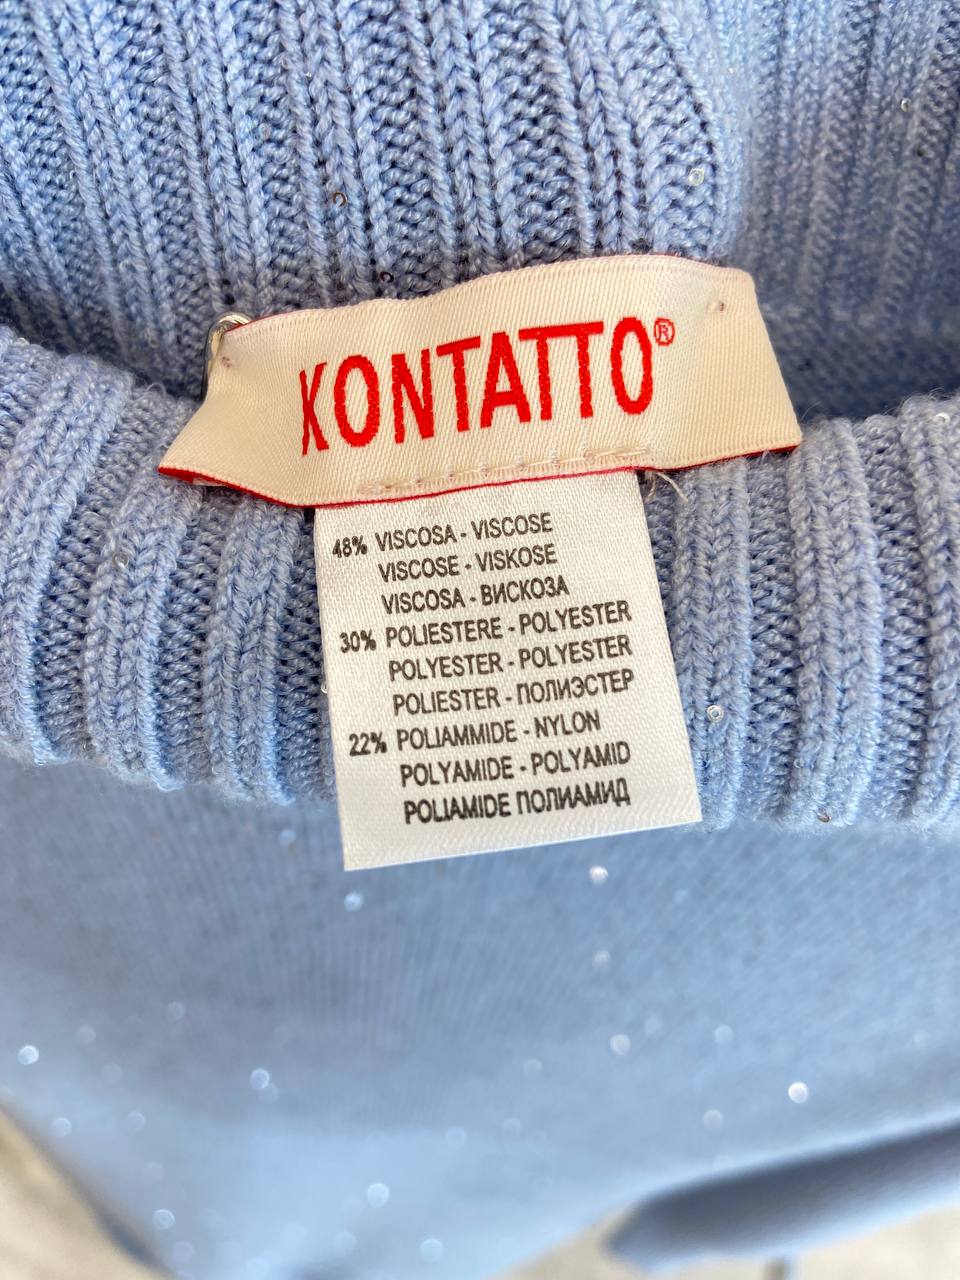 KONTATTO®
48% VISCOSA - VISCOSE
VISCOSE - VISKOSE
VISCOSA - ВИСКОЗА
30% POLIESTERE - POLYESTER
POLYESTER - POLYESTER
POLIESTER - ПОЛИЭСТЕР
22% POLIAMMIDE - NYLON
POLYAMIDE - POLYAMID
POLIAMIDE ПОЛИАМИД